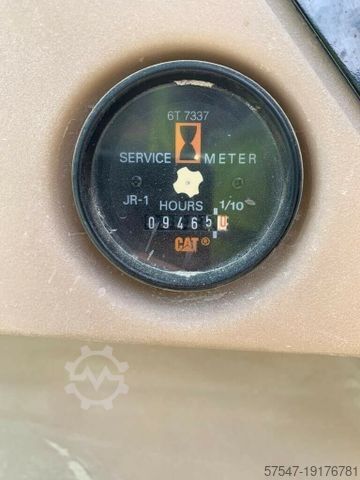 6T 7337
SERVICE METER
JR-1 HOURS 1/10
09465
CAT®
57547-19176781